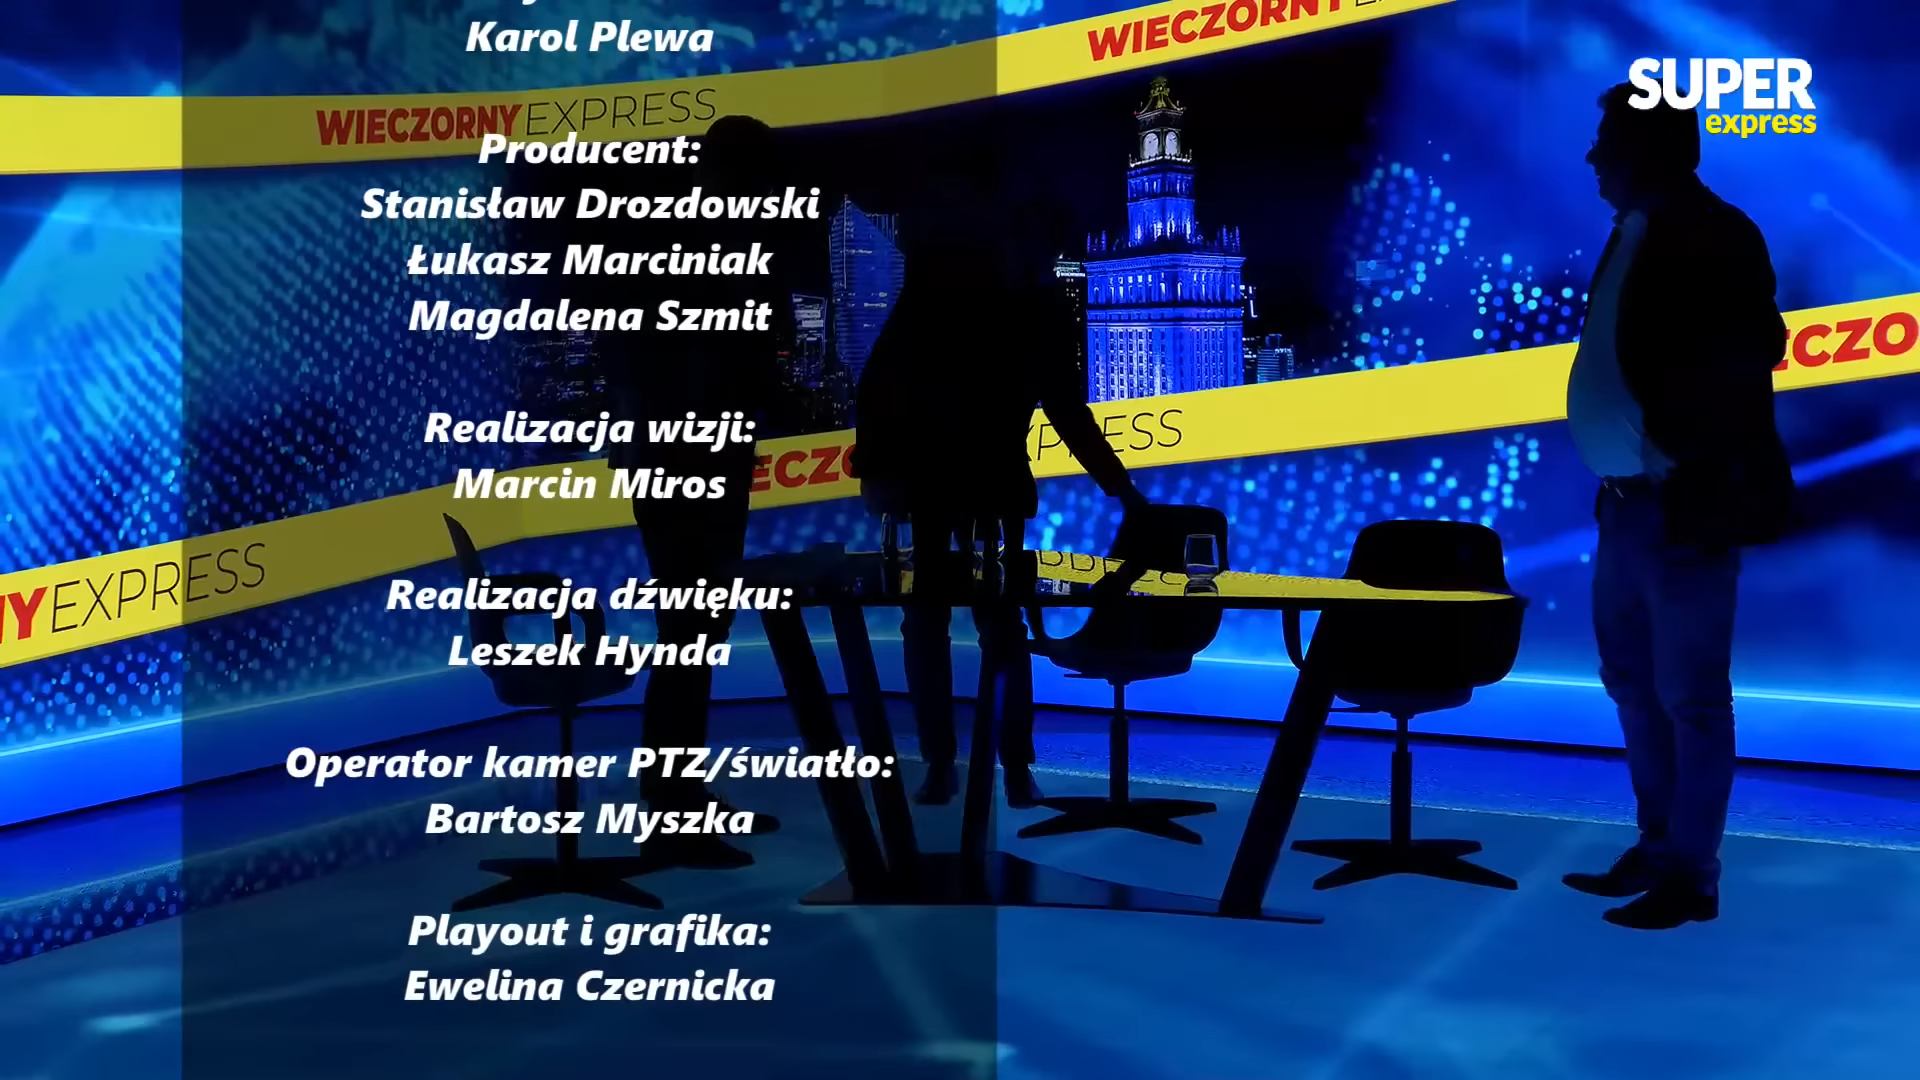 Karol Plewa
WIECZORNYEXPRESS
WIECZORNY
SUPER
express
Producent:
Stanisław Drozdowski
Łukasz Marciniak
Magdalena Szmit
Realizacja wizji:
Marcin Miros
Realizacja dźwięku:
Leszek Hynda
Operator kamer PTZ/światło:
Bartosz Myszka
Playout i grafika:
Ewelina Czernicka
EXPRESS